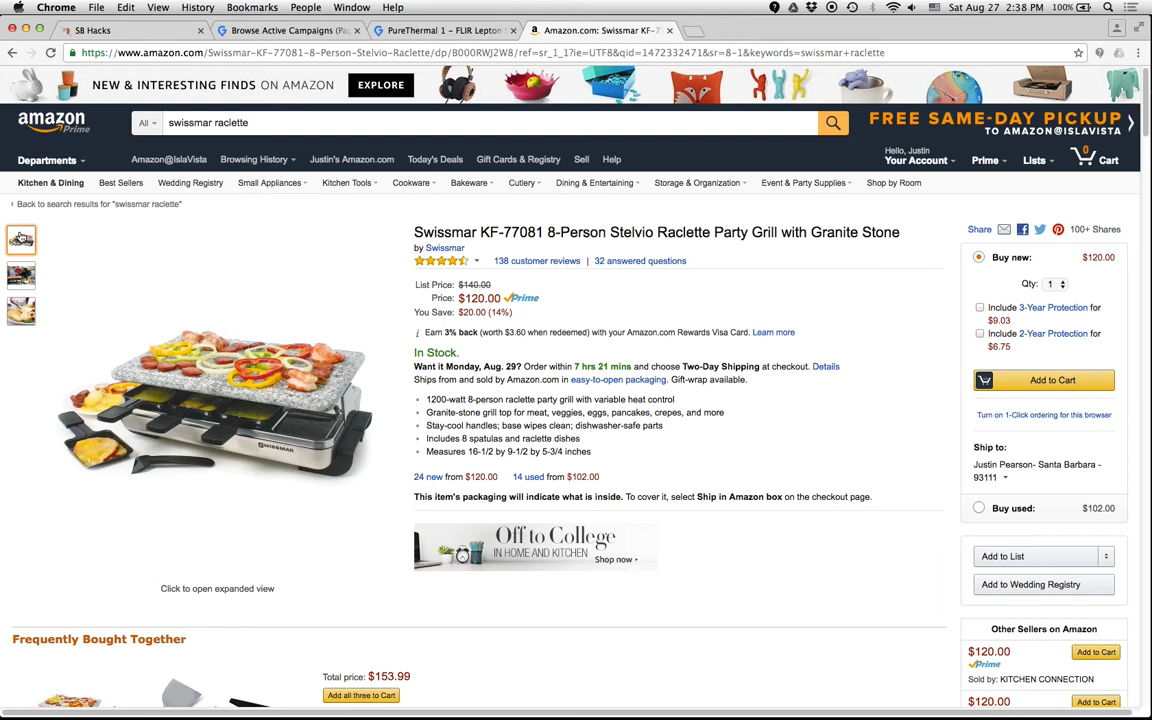 Chrome File Edit View History Bookmarks People Window Help Sat Aug 27 2:38 PM 100%
SB Hacks Browse Active Campaigns (Pag PureThermal 1 – FLIR Lepton Amazon.com: Swissmar KF-7
https://www.amazon.com/Swissmar-KF-77081-8-Person-Stelvio-Raclette/dp/B000RWJ2W8/ref=sr_1_1?ie=UTF8&qid=1472332471&sr=8-1&keywords=swissmar+raclette
NEW & INTERESTING FINDS ON AMAZON EXPLORE
amazon Prime
All swissmar raclette
FREE SAME-DAY PICKUP
TO AMAZON@ISLAVISTA
Departments Amazon@IslaVista Browsing History Justin's Amazon.com Today's Deals Gift Cards & Registry Sell Help
Hello, Justin
Your Account Prime Lists 0 Cart
Kitchen & Dining Best Sellers Wedding Registry Small Appliances Kitchen Tools Cookware Bakeware Cutlery Dining & Entertaining Storage & Organization Event & Party Supplies Shop by Room
‹ Back to search results for "swissmar raclette"
SWISSMAR
Click to open expanded view
Swissmar KF-77081 8-Person Stelvio Raclette Party Grill with Granite Stone
by Swissmar
138 customer reviews | 32 answered questions
List Price: $140.00
Price: $120.00 Prime
You Save: $20.00 (14%)
Earn 3% back (worth $3.60 when redeemed) with your Amazon.com Rewards Visa Card. Learn more
In Stock.
Want it Monday, Aug. 29? Order within 7 hrs 21 mins and choose Two-Day Shipping at checkout. Details
Ships from and sold by Amazon.com in easy-to-open packaging. Gift-wrap available.
• 1200-watt 8-person raclette party grill with variable heat control
• Granite-stone grill top for meat, veggies, eggs, pancakes, crepes, and more
• Stay-cool handles; base wipes clean; dishwasher-safe parts
• Includes 8 spatulas and raclette dishes
• Measures 16-1/2 by 9-1/2 by 5-3/4 inches
24 new from $120.00 14 used from $102.00
This item's packaging will indicate what is inside. To cover it, select Ship in Amazon box on the checkout page.
Off to College
IN HOME AND KITCHEN
Shop now
Share 100+ Shares
Buy new: $120.00
Qty: 1
Include 3-Year Protection for
$9.03
Include 2-Year Protection for
$6.75
Add to Cart
Turn on 1-Click ordering for this browser
Ship to:
Justin Pearson- Santa Barbara -
93111
Buy used: $102.00
Add to List
Add to Wedding Registry
Other Sellers on Amazon
$120.00 Add to Cart
Prime
Sold by: KITCHEN CONNECTION
$120.00 Add to Cart
Frequently Bought Together
Total price: $153.99
Add all three to Cart